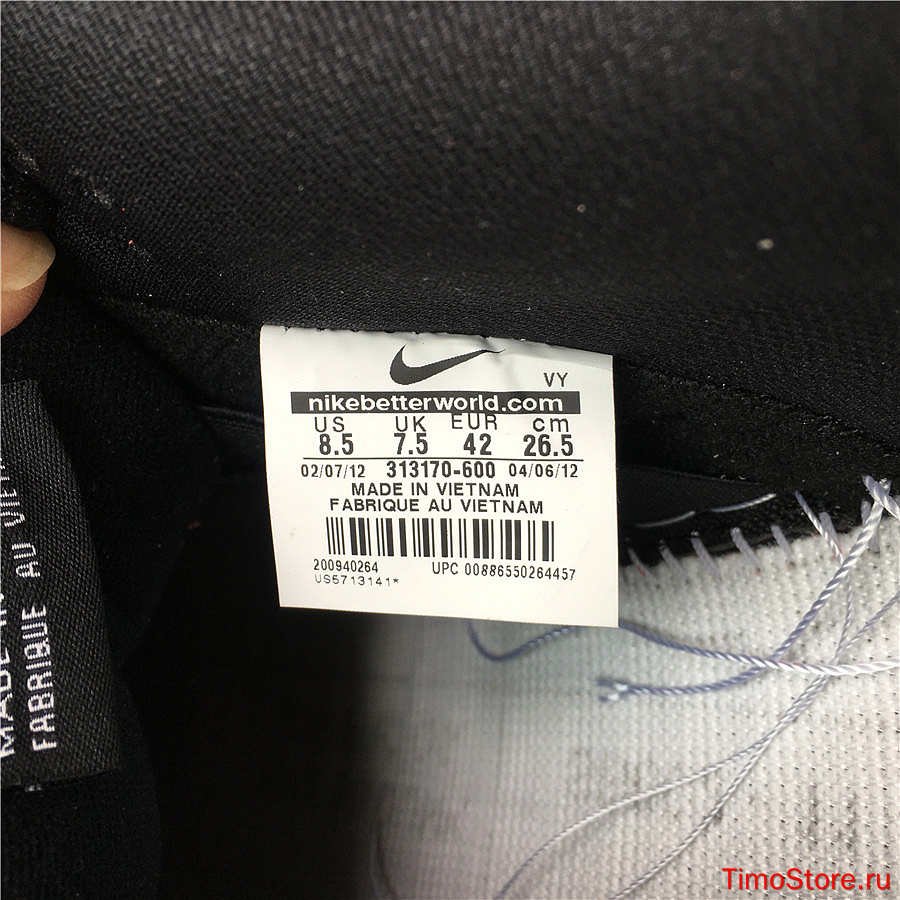 VY
nikebetterworld.com
US UK EUR cm
8.5 7.5 42 26.5
02/07/12 313170-600 04/06/12
MADE IN VIETNAM
FABRIQUE AU VIETNAM
200940264 UPC 00886550264457
US5713141*
FABRIQUE AU
TimoStore.ru